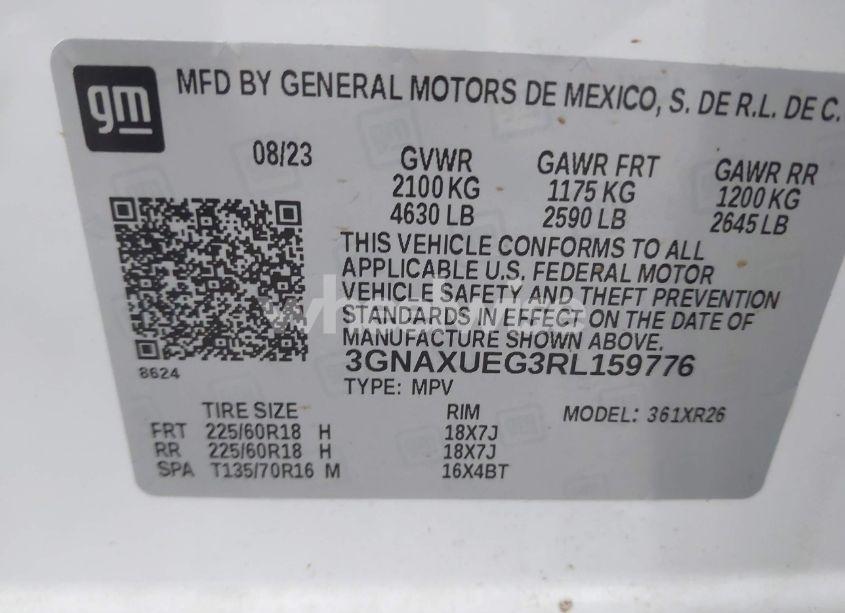 gm
MFD BY GENERAL MOTORS DE MEXICO, S. DE R.L. DE C.
08/23
GVWR
2100 KG
4630 LB
GAWR FRT
1175 KG
2590 LB
GAWR RR
1200 KG
2645 LB
THIS VEHICLE CONFORMS TO ALL
APPLICABLE U.S. FEDERAL MOTOR
VEHICLE SAFETY AND THEFT PREVENTION
STANDARDS IN EFFECT ON THE DATE OF
MANUFACTURE SHOWN ABOVE.
3GNAXUEG3RL159776
8624
TYPE: MPV
TIRE SIZE RIM MODEL: 361XR26
FRT 225/60R18 H 18X7J
RR 225/60R18 H 18X7J
SPA T135/70R16 M 16X4BT